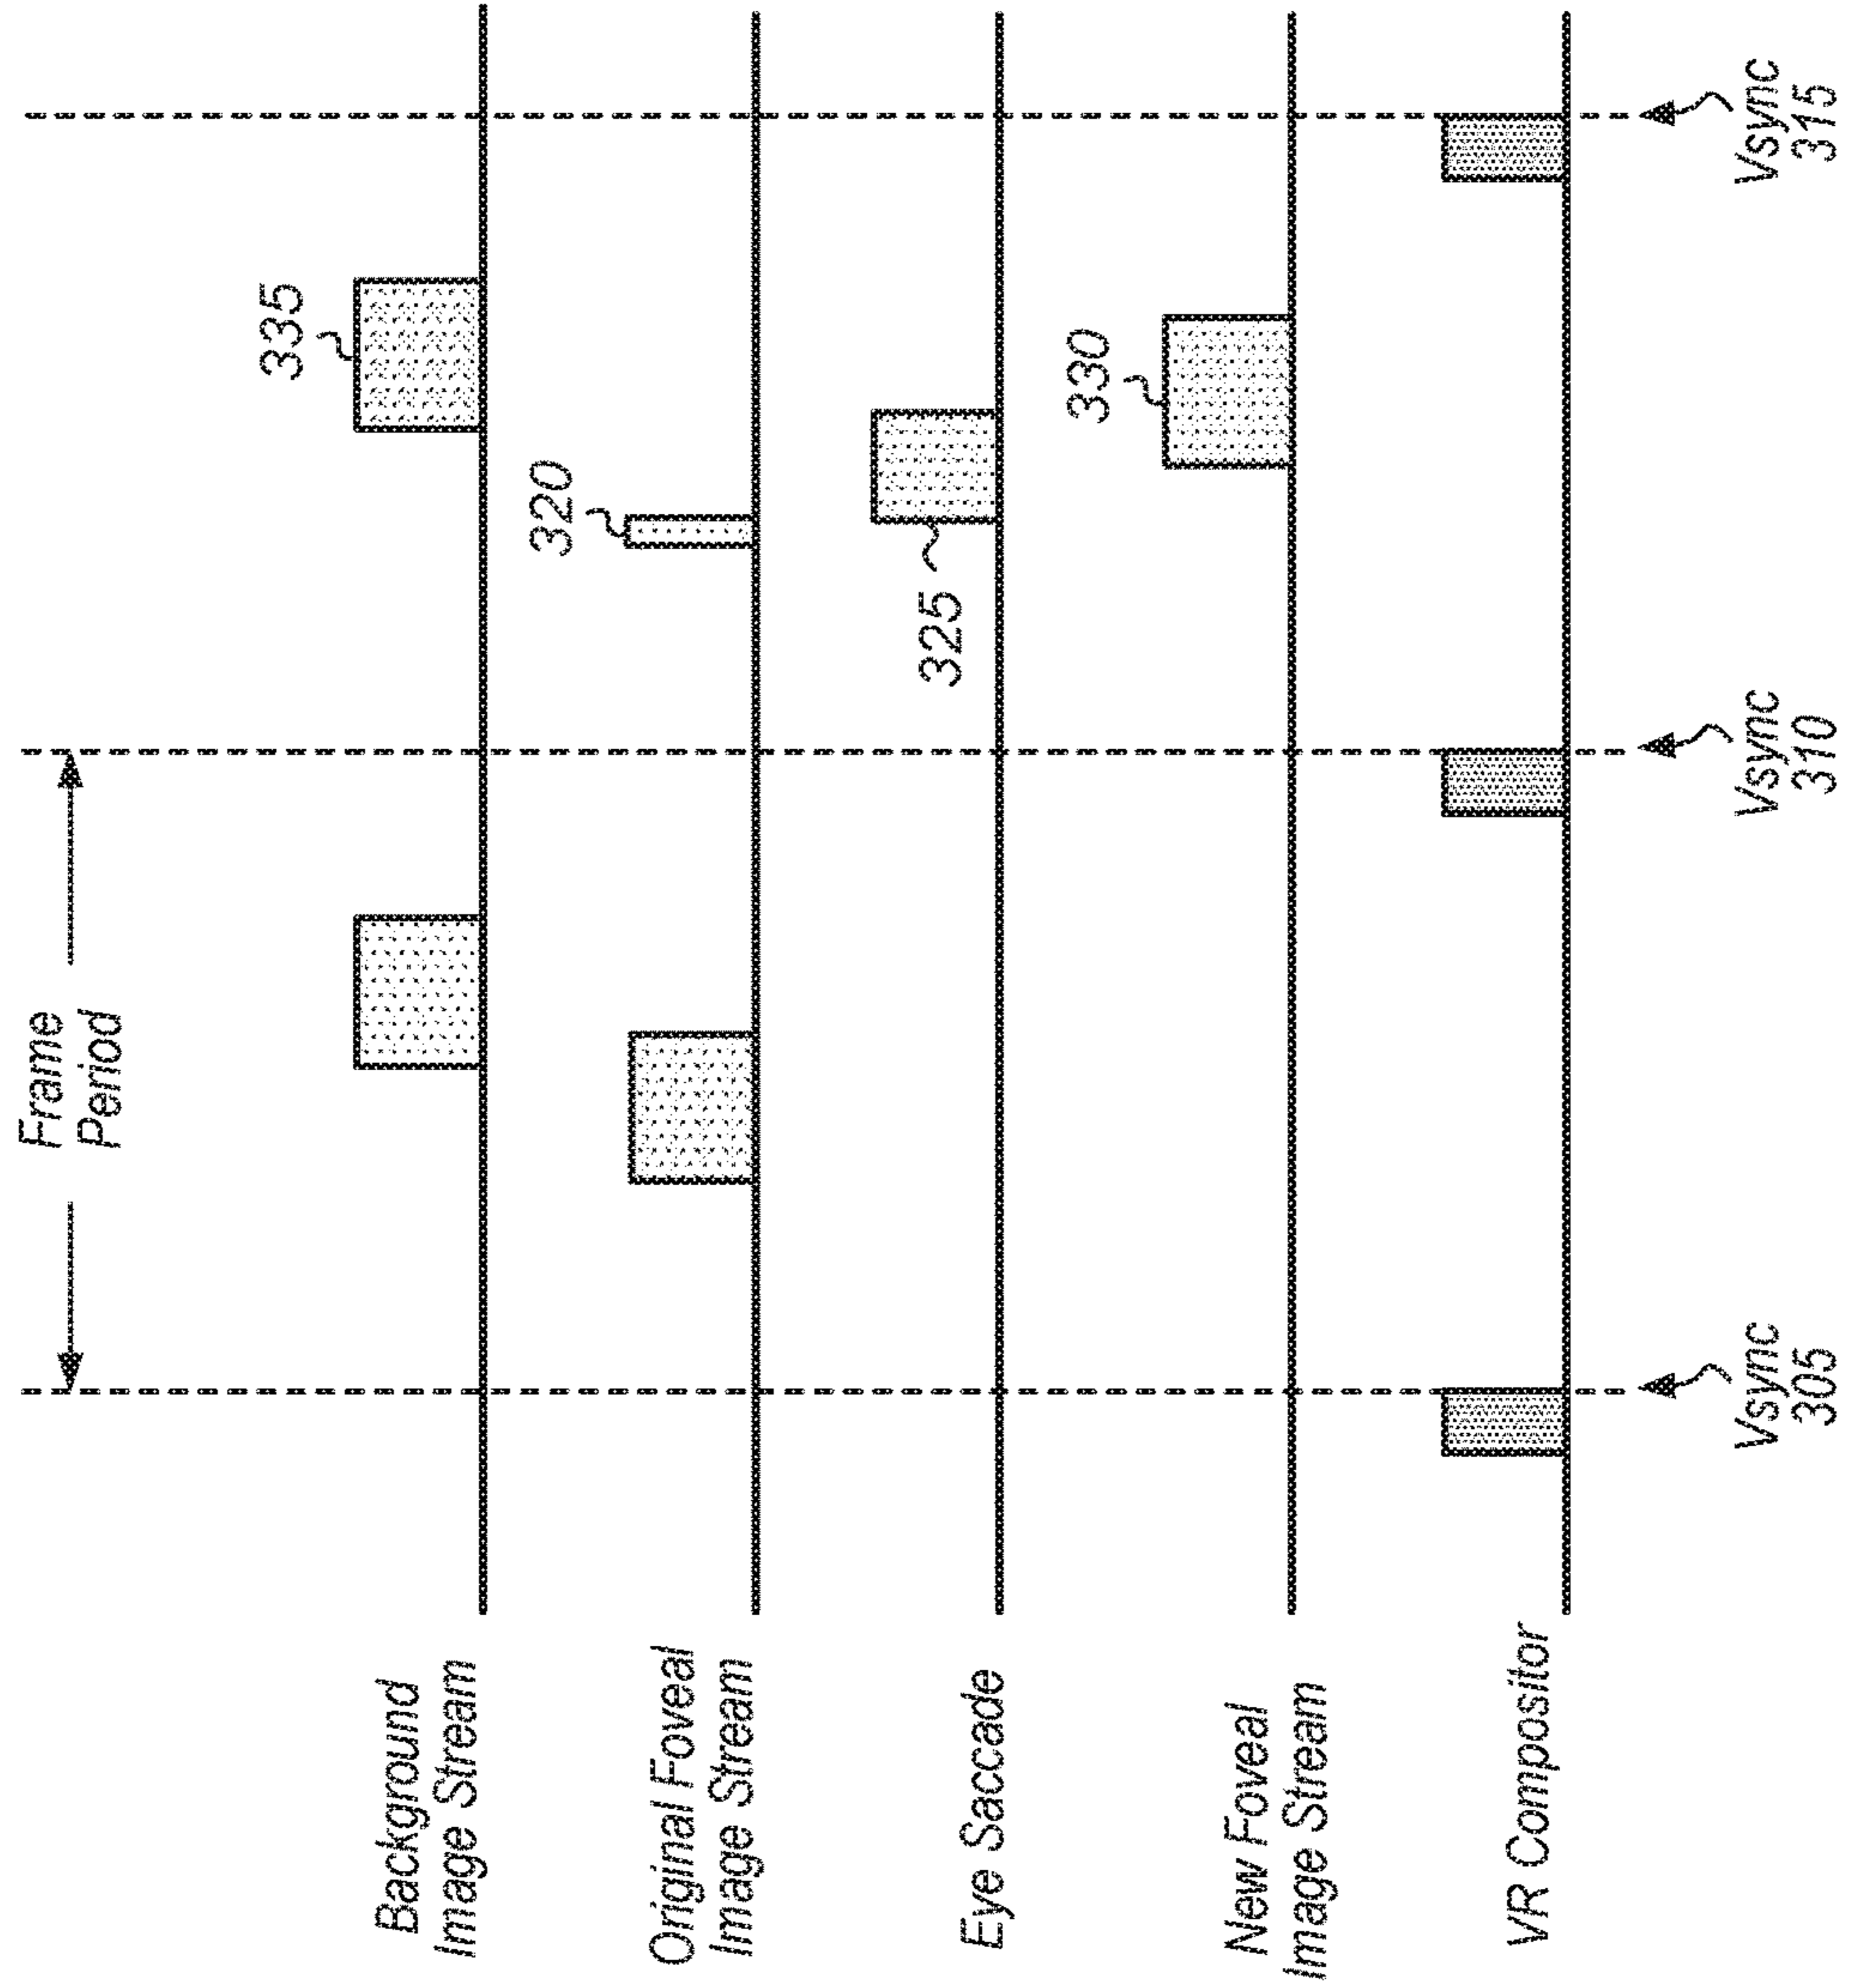 Frame
Period
Background
Image Stream
335
Original Foveal
Image Stream
320
Eye Saccade
325
New Foveal
Image Stream
330
VR Compositor
Vsync
305
Vsync
310
Vsync
315